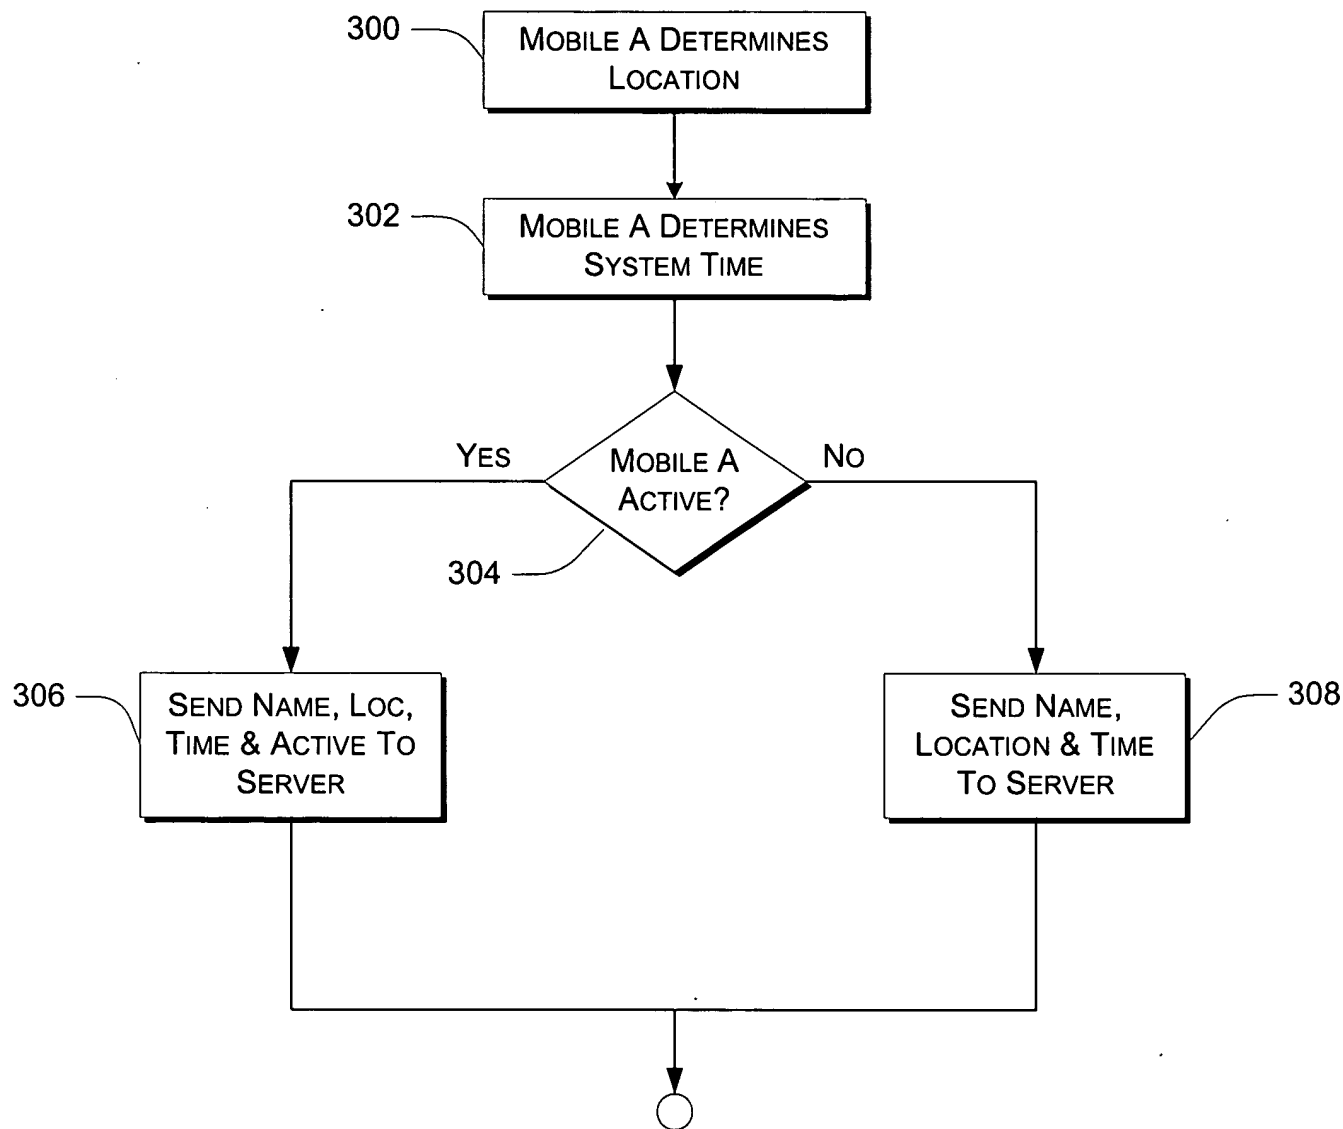 300
MOBILE A DETERMINES
LOCATION
302
MOBILE A DETERMINES
SYSTEM TIME
YES
MOBILE A
ACTIVE?
NO
304
306
SEND NAME, LOC,
TIME & ACTIVE TO
SERVER
SEND NAME,
LOCATION & TIME
TO SERVER
308